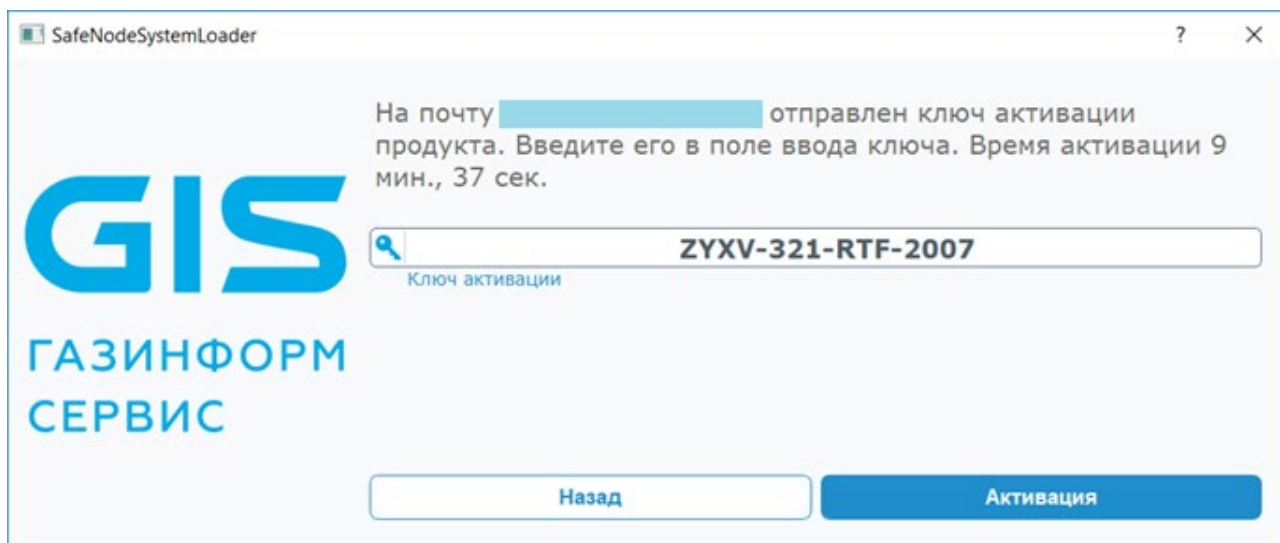 SafeNodeSystemLoader
?
На почту отправлен ключ активации
продукта. Введите его в поле ввода ключа. Время активации 9
мин., 37 сек.
GIS
ГАЗИНФОРМ
СЕРВИС
ZYXV-321-RTF-2007
Ключ активации
Назад
Активация